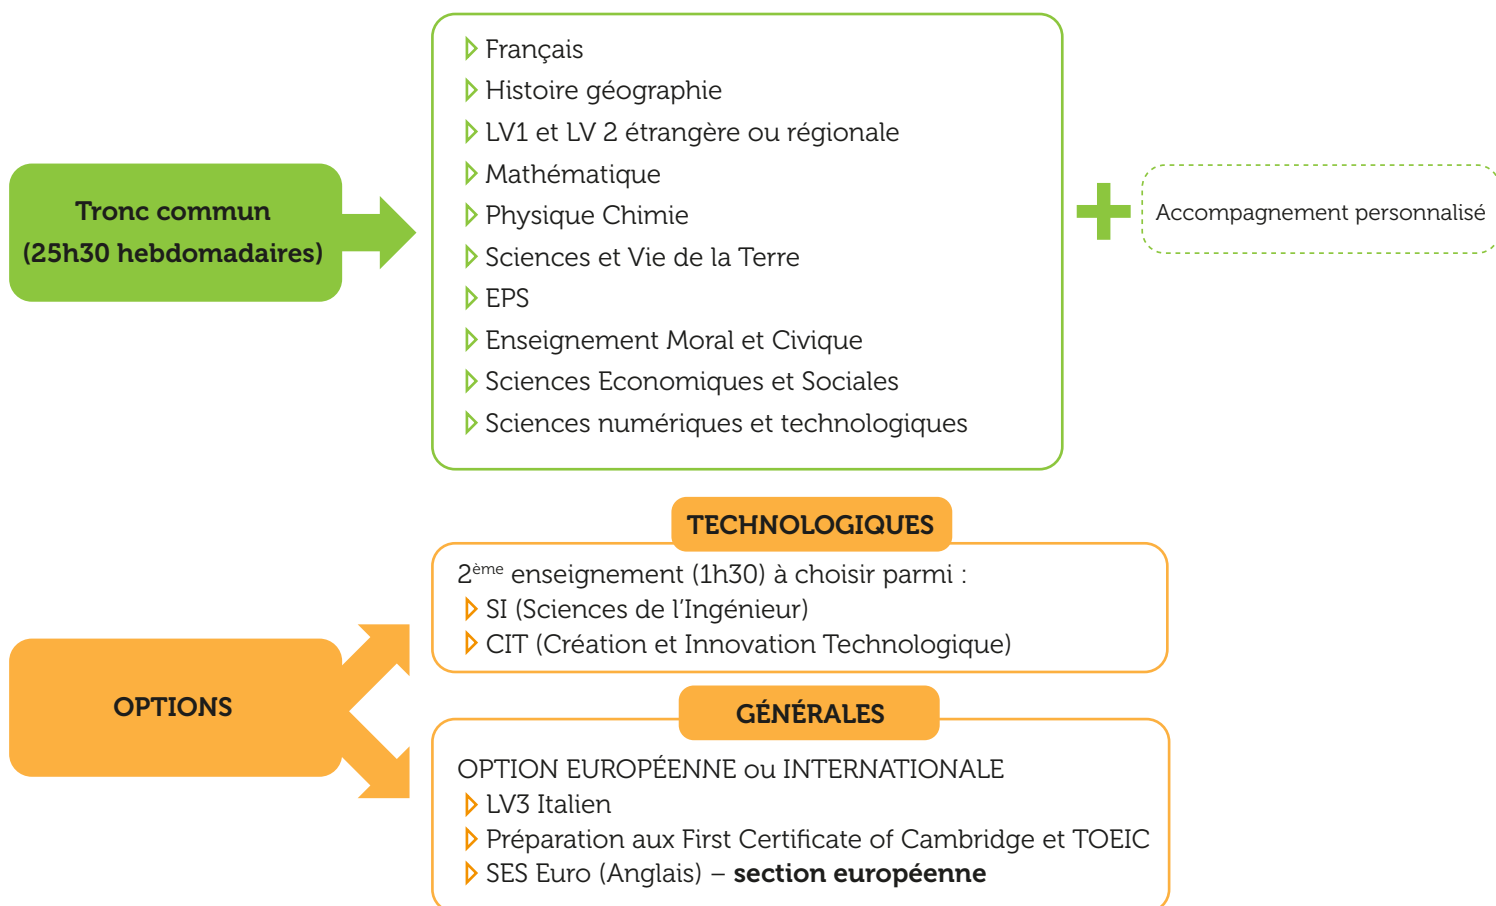 Tronc commun
(25h30 hebdomadaires)
Français
Histoire géographie
LV1 et LV 2 étrangère ou régionale
Mathématique
Physique Chimie
Sciences et Vie de la Terre
EPS
Enseignement Moral et Civique
Sciences Economiques et Sociales
Sciences numériques et technologiques
Accompagnement personnalisé
OPTIONS
TECHNOLOGIQUES
2ème enseignement (1h30) à choisir parmi :
SI (Sciences de l'Ingénieur)
CIT (Création et Innovation Technologique)
GÉNÉRALES
OPTION EUROPÉENNE ou INTERNATIONALE
LV3 Italien
Préparation aux First Certificate of Cambridge et TOEIC
SES Euro (Anglais) – section européenne